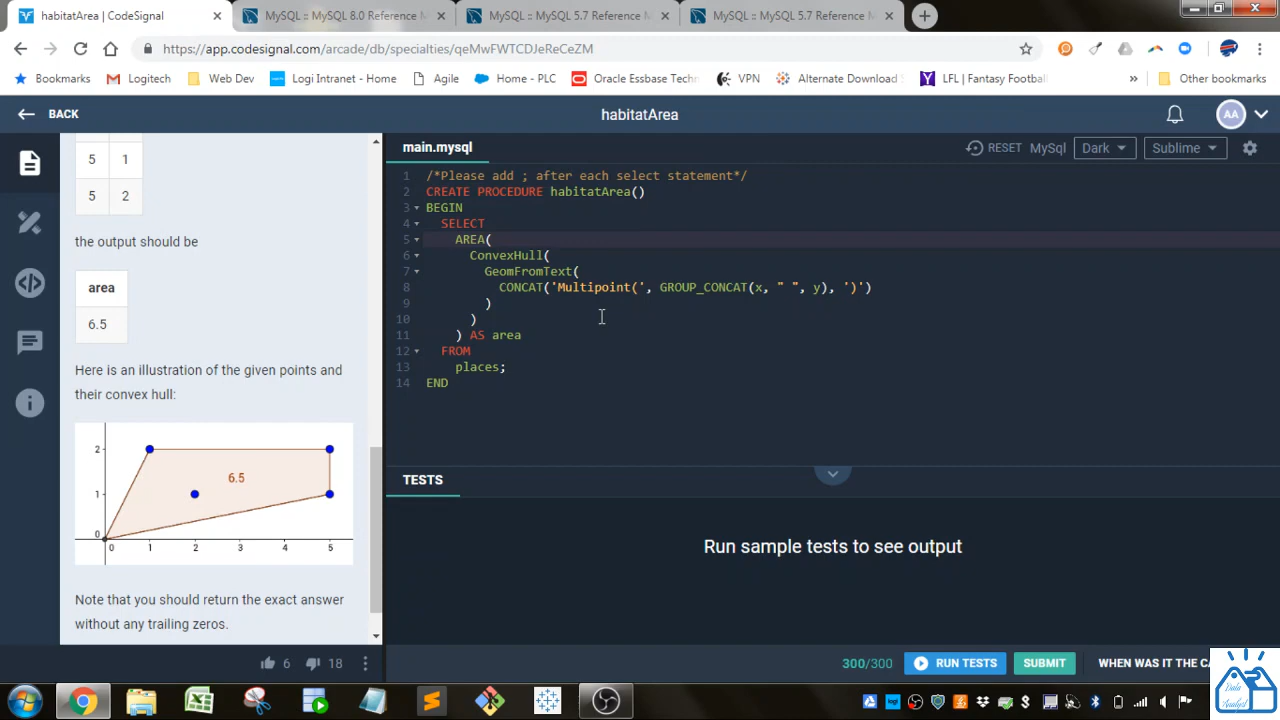 habitatArea | CodeSignal
MySQL :: MySQL 8.0 Reference M
MySQL :: MySQL 5.7 Reference M
MySQL :: MySQL 5.7 Reference M
https://app.codesignal.com/arcade/db/specialties/qeMwFWTCDJeReCeZM
Bookmarks
Logitech
Web Dev
Logi Intranet - Home
Agile
Home - PLC
Oracle Essbase Tech
VPN
Alternate Download
LFL | Fantasy Football
Other bookmarks
BACK
habitatArea
AA
main.mysql
RESET
MySql
Dark
Sublime
5 1
5 2
the output should be
area
6.5
Here is an illustration of the given points and
their convex hull:
2
1
0
6.5
0 1 2 3 4 5
Note that you should return the exact answer
without any trailing zeros.
6
18
1 /*Please add ; after each select statement*/
2 CREATE PROCEDURE habitatArea()
3 BEGIN
4 SELECT
5 AREA(
6 ConvexHull(
7 GeomFromText(
8 CONCAT('Multipoint(', GROUP_CONCAT(x, " ", y), ')')
9 )
10 )
11 ) AS area
12 FROM
13 places;
14 END
TESTS
Run sample tests to see output
300/300
RUN TESTS
SUBMIT
WHEN WAS IT THE CA
Data
Analyst